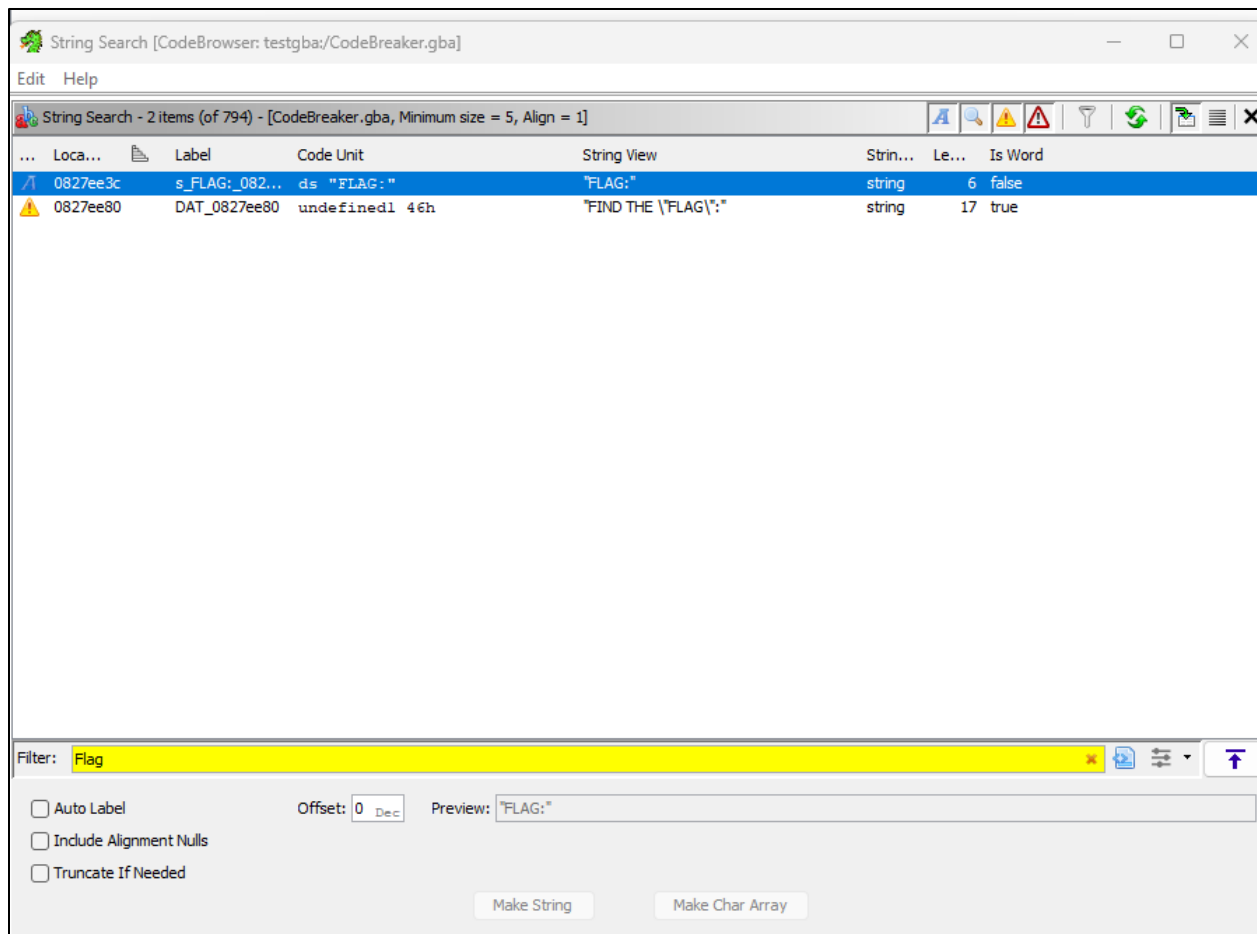 String Search [CodeBrowser: testgba:/CodeBreaker.gba]
Edit Help
String Search - 2 items (of 794) - [CodeBreaker.gba, Minimum size = 5, Align = 1]
... Loca... Label Code Unit String View Strin... Le... Is Word
0827ee3c s_FLAG:_082... ds "FLAG:" "FLAG:" string 6 false
0827ee80 DAT_0827ee80 undefined1 46h "FIND THE \"FLAG\":" string 17 true
Filter: Flag
Auto Label Offset: 0 Dec Preview: "FLAG:"
Include Alignment Nulls
Truncate If Needed
Make String Make Char Array